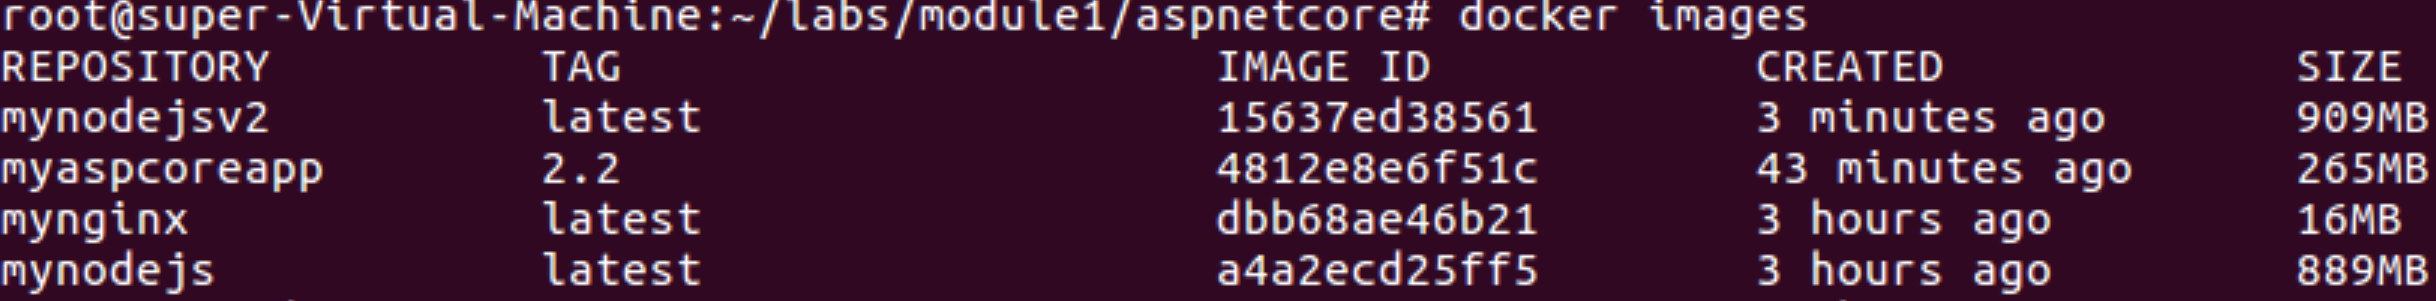 root@super-Virtual-Machine:~/labs/module1/aspnetcore# docker images
REPOSITORY TAG IMAGE ID CREATED SIZE
mynodejsv2 latest 15637ed38561 3 minutes ago 909MB
myaspcoreapp 2.2 4812e8e6f51c 43 minutes ago 265MB
mynginx latest dbb68ae46b21 3 hours ago 16MB
mynodejs latest a4a2ecd25ff5 3 hours ago 889MB